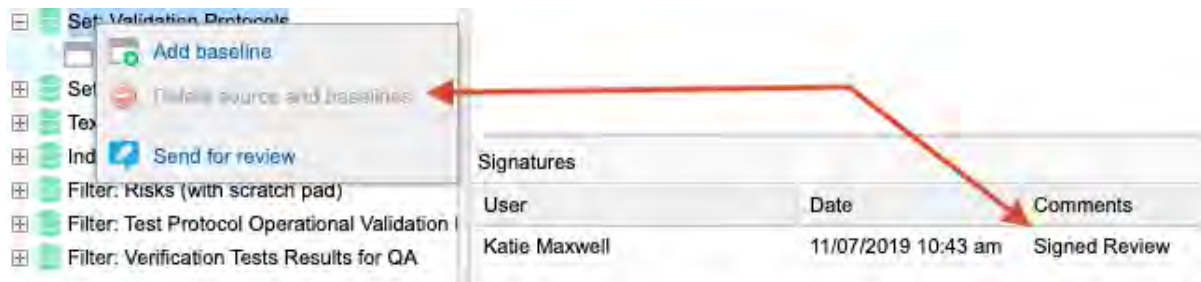 Set: Validation Protocols
Add baseline
Set
Delete source and baselines
Tex
Ind
Send for review
Filter: Risks (with scratch pad)
Filter: Test Protocol Operational Validation
Filter: Verification Tests Results for QA
Signatures
User Date Comments
Katie Maxwell 11/07/2019 10:43 am Signed Review